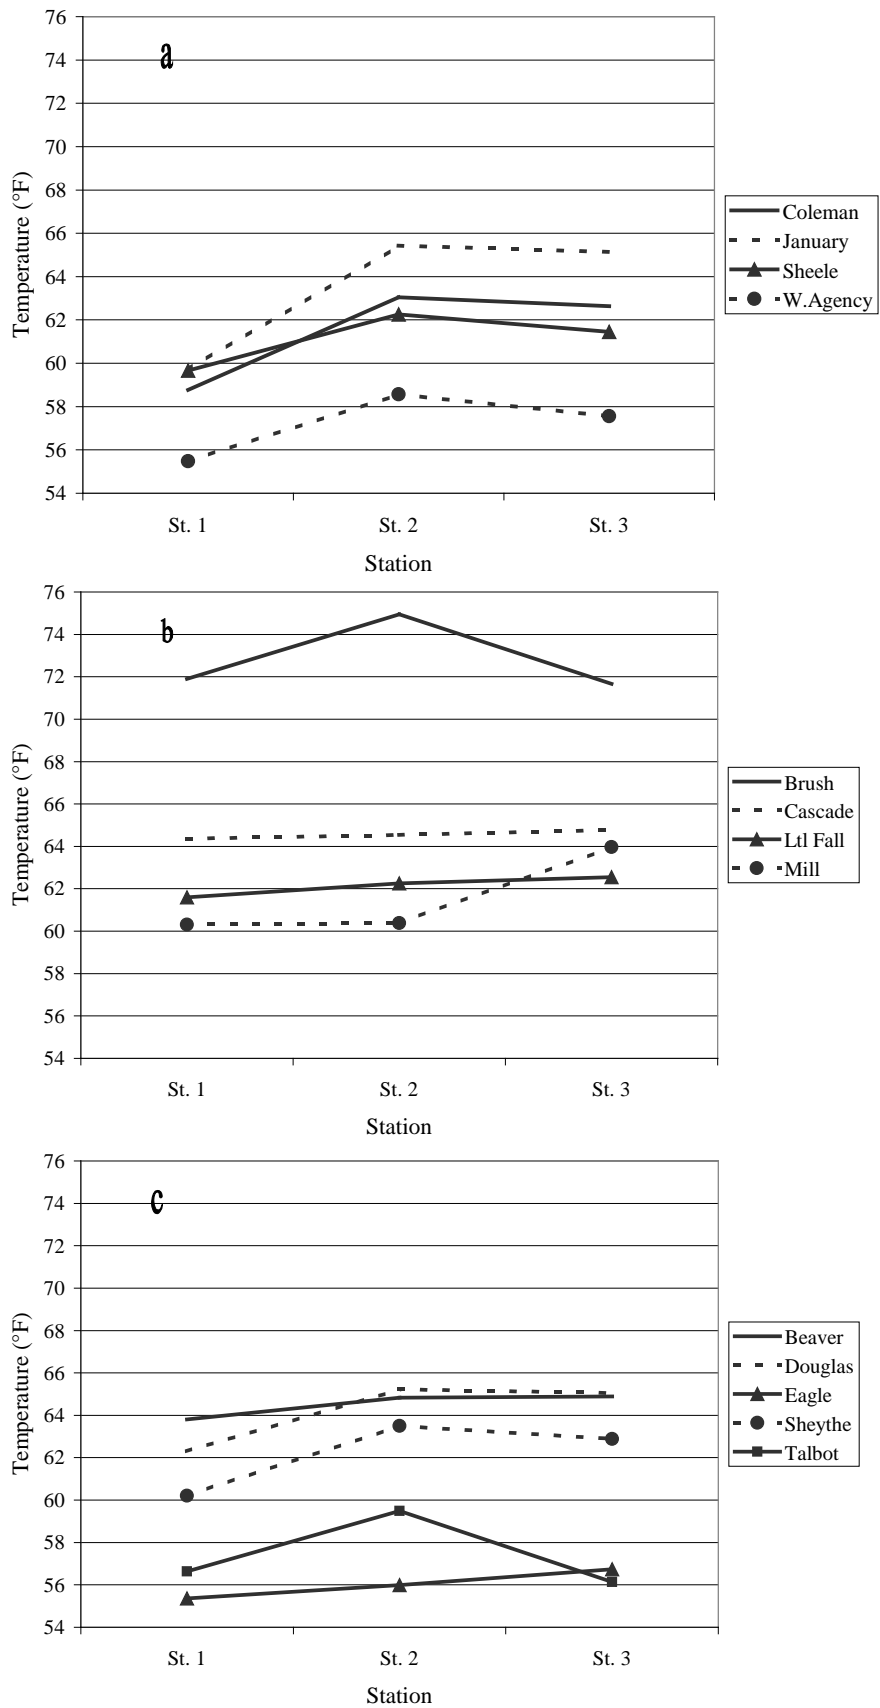 76
a
74
72
70
68
66
64
62
60
58
56
54
Temperature (°F)
St. 1 St. 2 St. 3
Station
Coleman
January
Sheele
W.Agency
76
b
74
72
70
68
66
64
62
60
58
56
54
Temperature (°F)
St. 1 St. 2 St. 3
Station
Brush
Cascade
Ltl Fall
Mill
76
c
74
72
70
68
66
64
62
60
58
56
54
Temperature (°F)
St. 1 St. 2 St. 3
Station
Beaver
Douglas
Eagle
Sheythe
Talbot